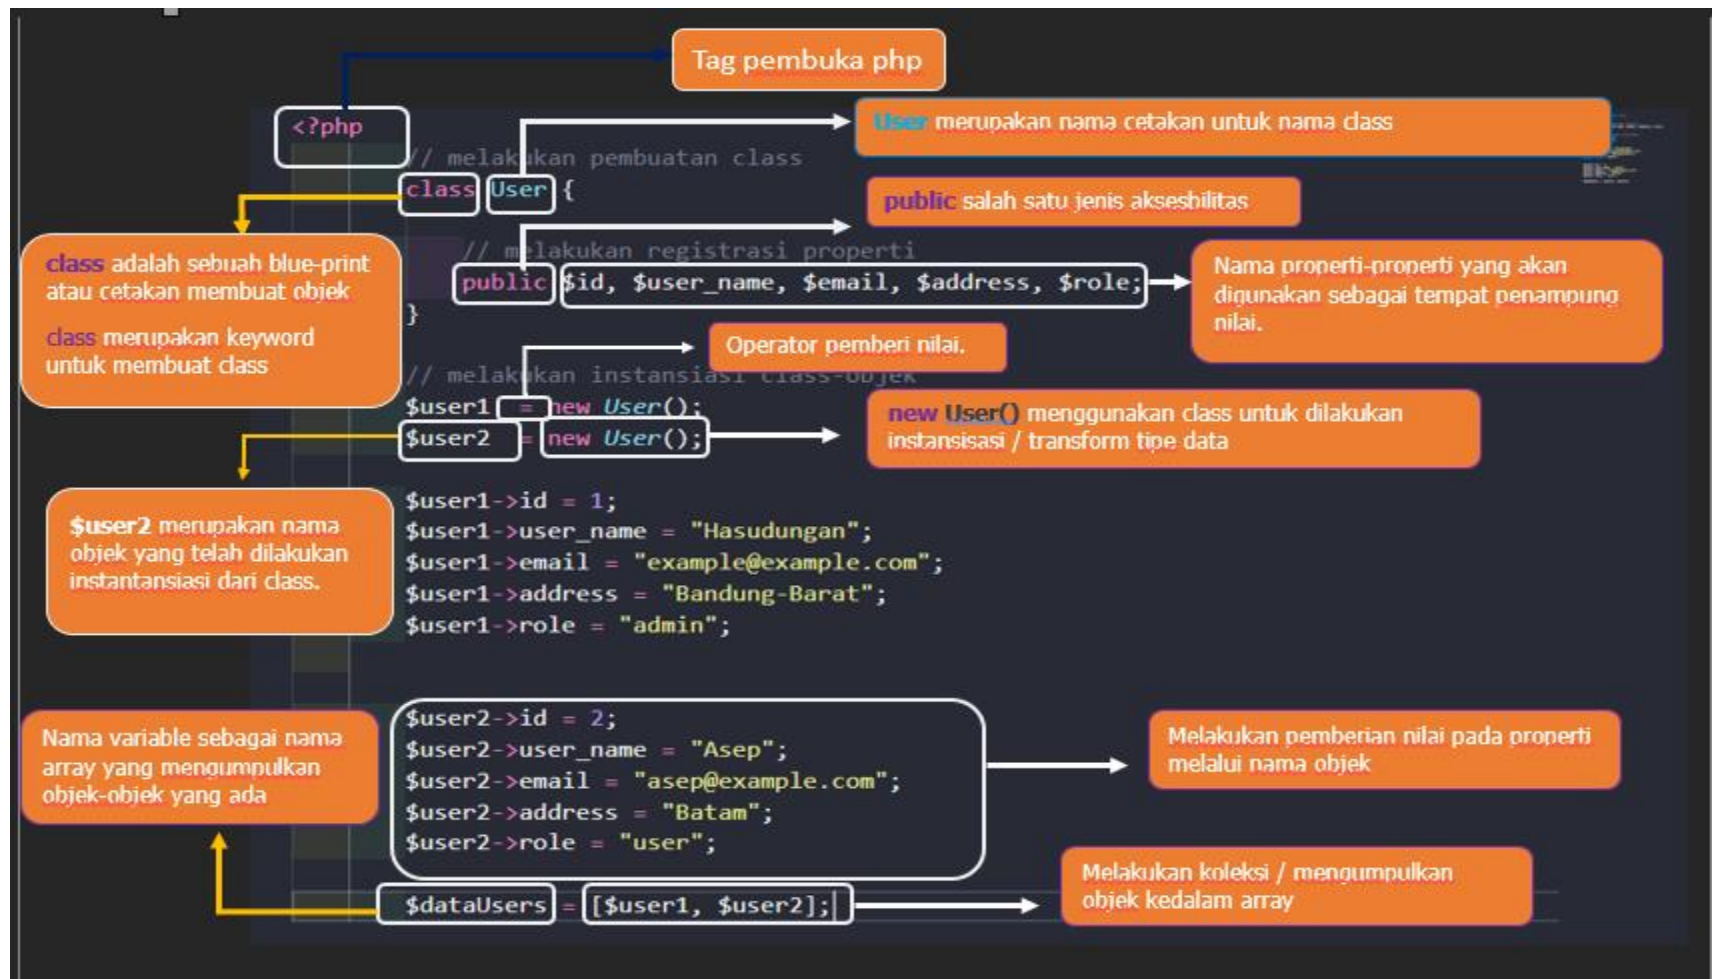 Tag pembuka php
<?php
User merupakan nama cetakan untuk nama class
// melakukan pembuatan class
class User {
public salah satu jenis aksesbilitas
// melakukan registrasi properti
class adalah sebuah blue-print
atau cetakan membuat objek
class merupakan keyword
untuk membuat class
public $id, $user_name, $email, $address, $role;
Nama properti-properti yang akan
digunakan sebagai tempat penampung
nilai.
}
Operator pemberi nilai.
// melakukan instansiasi class-objek
$user1 = new User();
$user2 = new User();
new User() menggunakan class untuk dilakukan
instansisasi / transform tipe data
$user2 merupakan nama
objek yang telah dilakukan
instantansiasi dari class.
$user1->id = 1;
$user1->user_name = "Hasudungan";
$user1->email = "example@example.com";
$user1->address = "Bandung-Barat";
$user1->role = "admin";
Nama variable sebagai nama
array yang mengumpulkan
objek-objek yang ada
$user2->id = 2;
$user2->user_name = "Asep";
$user2->email = "asep@example.com";
$user2->address = "Batam";
$user2->role = "user";
Melakukan pemberian nilai pada properti
melalui nama objek
Melakukan koleksi / mengumpulkan
objek kedalam array
$dataUsers = [$user1, $user2];